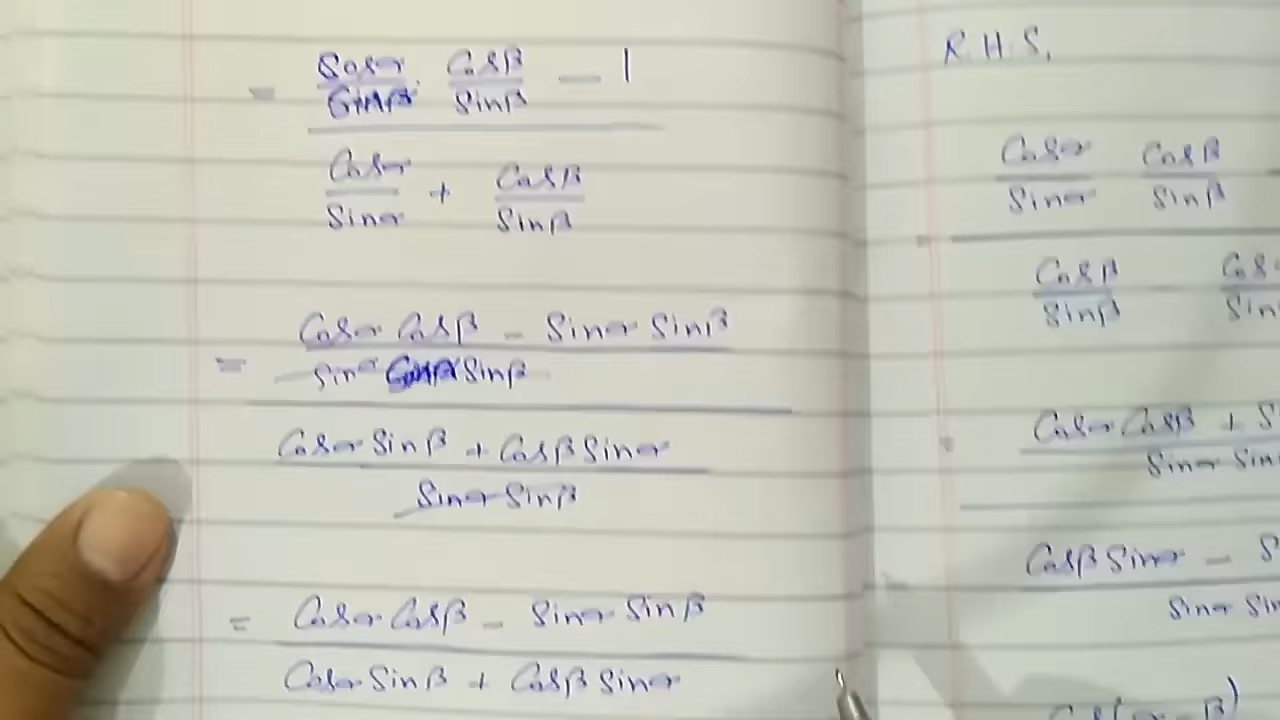 = Cosα/Sinα . Cosβ/Sinβ — 1
Cosα/Sinα + Cosβ/Sinβ
= Cosα Cosβ - Sinα Sinβ
Sinα Sinβ
Cosα Sinβ + Cosβ Sinα
Sinα Sinβ
= Cosα Cosβ - Sinα Sinβ
Cosα Sinβ + Cosβ Sinα
R.H.S.
Cosα/Sinα Cosβ/Sinβ
Cosβ/Sinβ
Cosα Cosβ +
Sinα
Cosβ Sinα -
Sinα